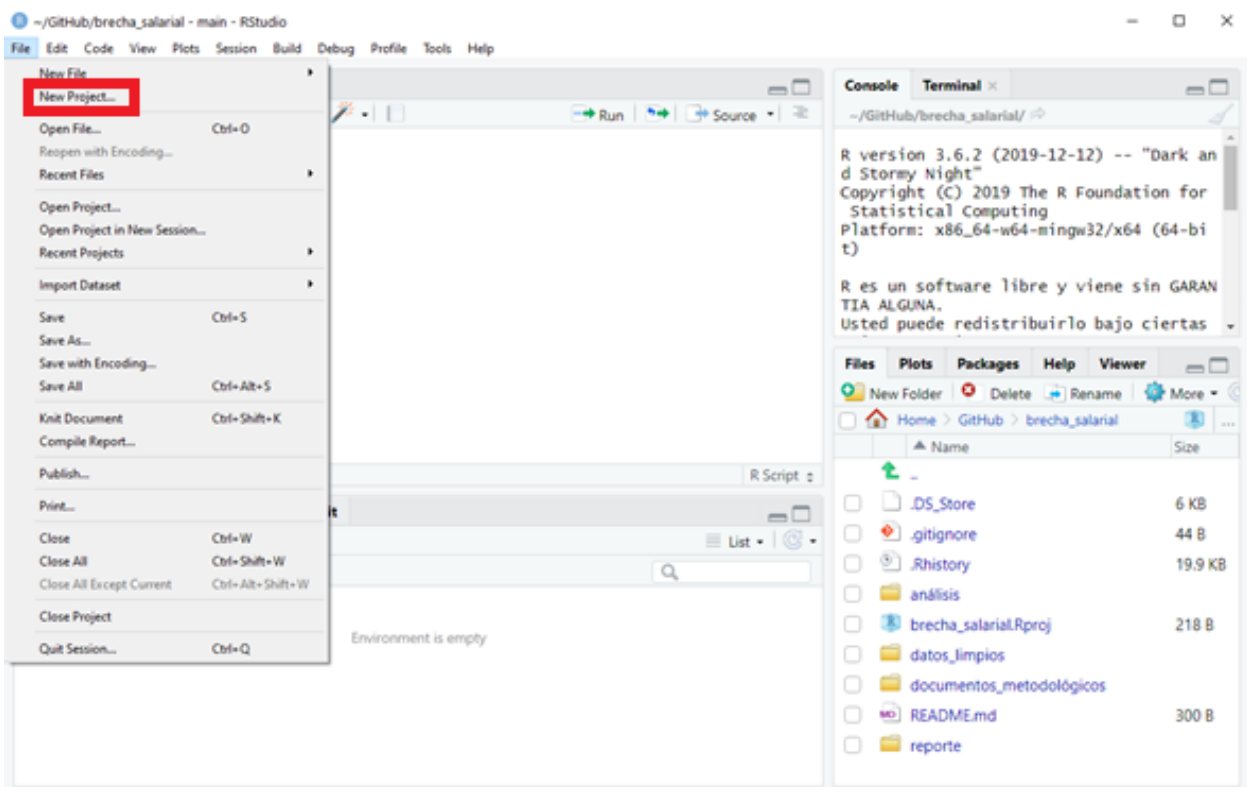 ~/GitHub/brecha_salarial - main - RStudio
File Edit Code View Plots Session Build Debug Profile Tools Help
New File
New Project...
Open File... Ctrl+O
Reopen with Encoding...
Recent Files
Open Project...
Open Project in New Session...
Recent Projects
Import Dataset
Save Ctrl+S
Save As...
Save with Encoding...
Save All Ctrl+Alt+S
Knit Document Ctrl+Shift+K
Compile Report...
Publish...
Print...
Close Ctrl+W
Close All Ctrl+Shift+W
Close All Except Current Ctrl+Alt+Shift+W
Close Project
Quit Session... Ctrl+Q
Run Source
R Script
List
Environment is empty
Console Terminal
~/GitHub/brecha_salarial/
R version 3.6.2 (2019-12-12) -- "Dark an
d Stormy Night"
Copyright (C) 2019 The R Foundation for
Statistical Computing
Platform: x86_64-w64-mingw32/x64 (64-bi
t)
R es un software libre y viene sin GARAN
TIA ALGUNA.
Usted puede redistribuirlo bajo ciertas
Files Plots Packages Help Viewer
New Folder Delete Rename More
Home > GitHub > brecha_salarial ...
Name Size
.DS_Store 6 KB
.gitignore 44 B
.Rhistory 19.9 KB
análisis
brecha_salarial.Rproj 218 B
datos_limpios
documentos_metodológicos
README.md 300 B
reporte